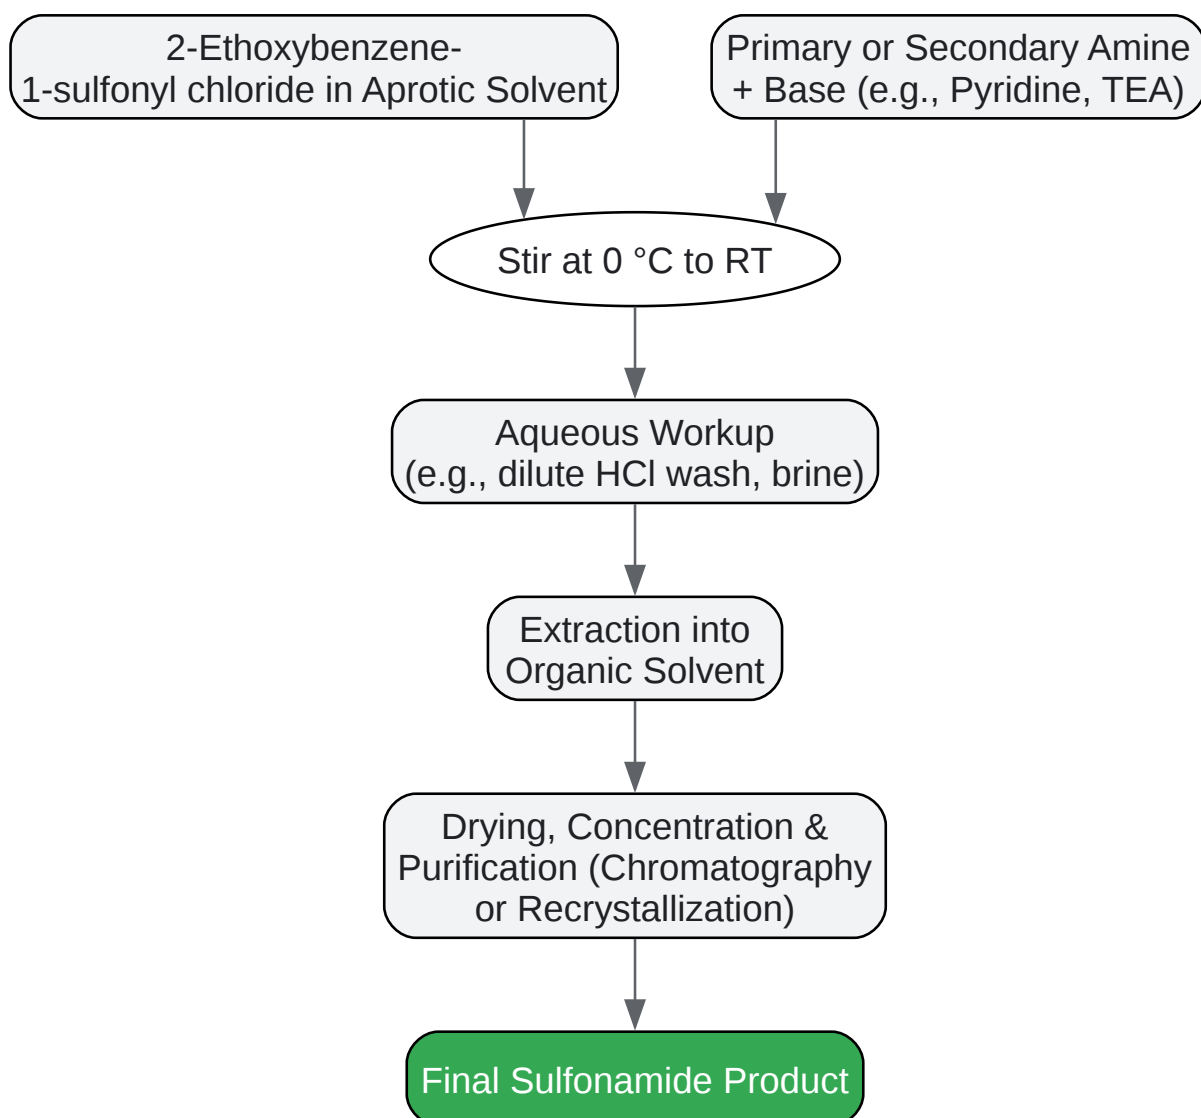 2-Ethoxybenzene-
1-sulfonyl chloride in Aprotic Solvent
Primary or Secondary Amine
+ Base (e.g., Pyridine, TEA)
Stir at 0 °C to RT
Aqueous Workup
(e.g., dilute HCl wash, brine)
Extraction into
Organic Solvent
Drying, Concentration &
Purification (Chromatography
or Recrystallization)
Final Sulfonamide Product